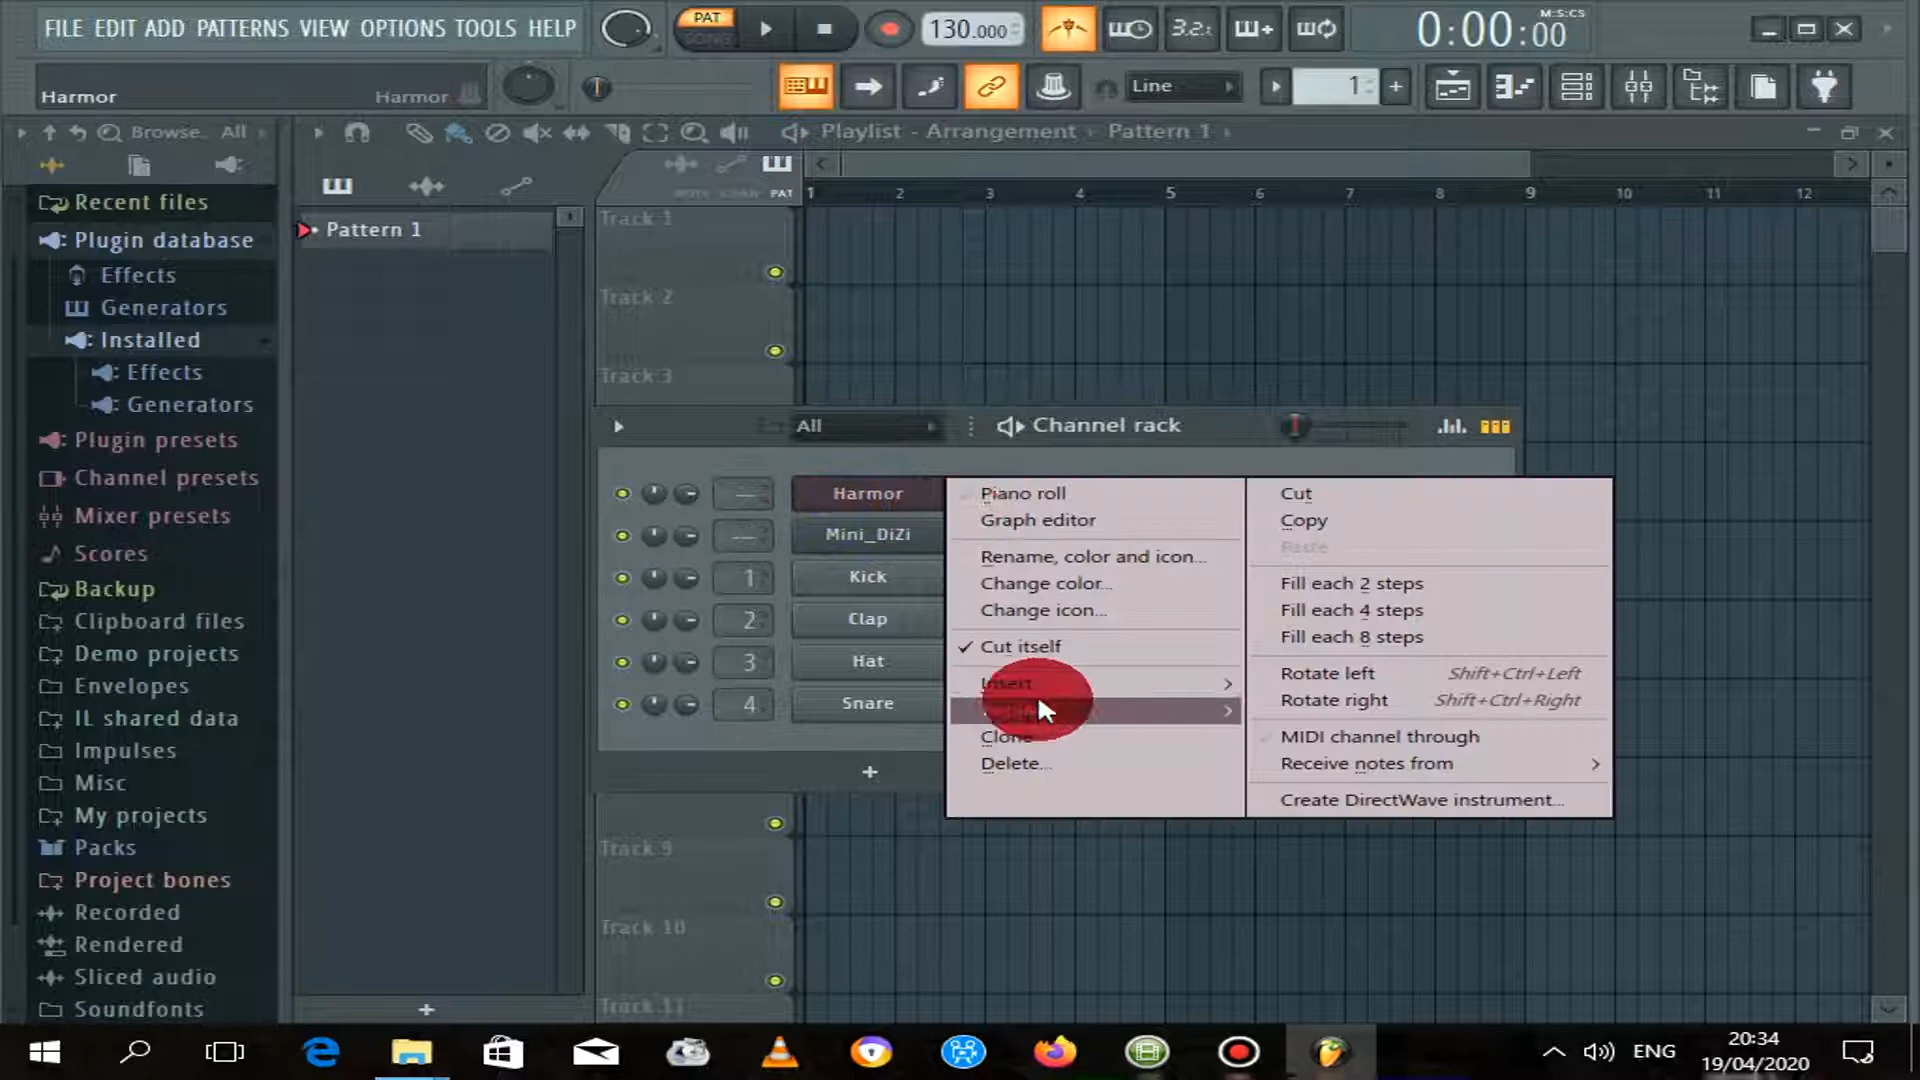 FILE EDIT ADD PATTERNS VIEW OPTIONS TOOLS HELP
PAT
SONG
130.000
3.2.:
M:S:CS
0:00:00
Harmor
Harmor
Line
1
Browse.. All
Playlist - Arrangement › Pattern 1 ›
NOTE CHAN PAT
1 2 3 4 5 6 7 8 9 10 11 12
Recent files
Plugin database
Effects
Generators
Installed
Effects
Generators
Plugin presets
Channel presets
Mixer presets
Scores
Backup
Clipboard files
Demo projects
Envelopes
IL shared data
Impulses
Misc
My projects
Packs
Project bones
Recorded
Rendered
Sliced audio
Soundfonts
Pattern 1
Track 1
Track 2
Track 3
All
Channel rack
Harmor
Mini_DiZi
1 Kick
2 Clap
3 Hat
4 Snare
Piano roll
Graph editor
Rename, color and icon...
Change color...
Change icon...
Cut itself
Insert
Clone
Delete...
Cut
Copy
Paste
Fill each 2 steps
Fill each 4 steps
Fill each 8 steps
Rotate left Shift+Ctrl+Left
Rotate right Shift+Ctrl+Right
MIDI channel through
Receive notes from
Create DirectWave instrument...
Track 9
Track 10
Track 11
ENG
20:34
19/04/2020